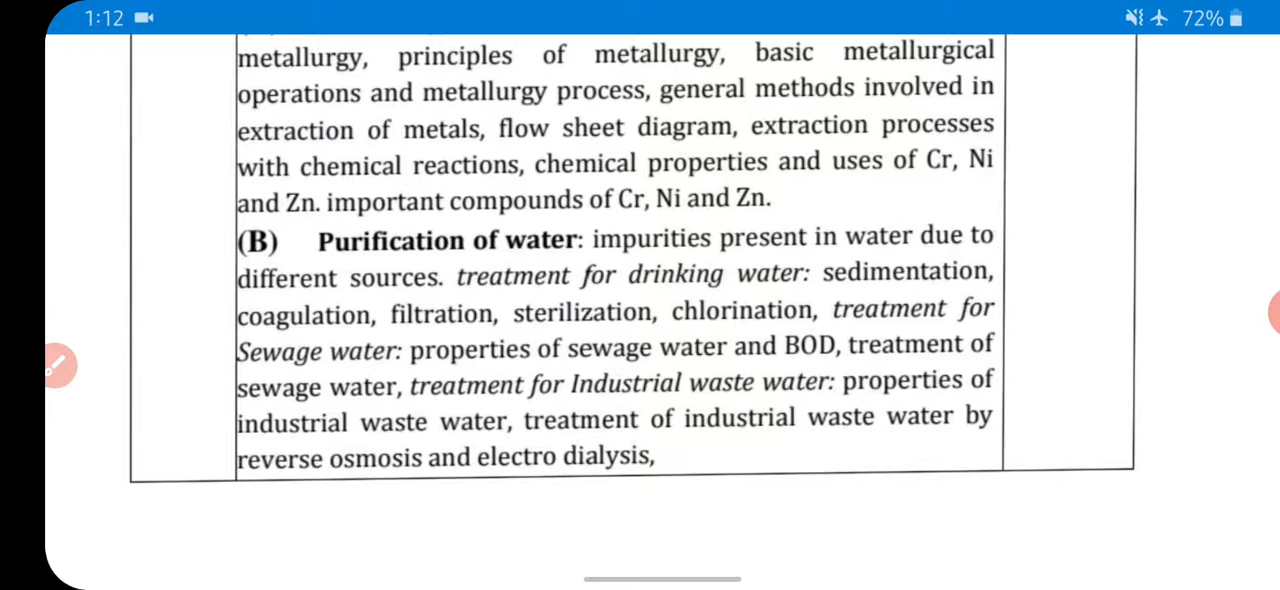 1:12
72%
metallurgy, principles of metallurgy, basic metallurgical
operations and metallurgy process, general methods involved in
extraction of metals, flow sheet diagram, extraction processes
with chemical reactions, chemical properties and uses of Cr, Ni
and Zn. important compounds of Cr, Ni and Zn.
(B) Purification of water: impurities present in water due to
different sources. treatment for drinking water: sedimentation,
coagulation, filtration, sterilization, chlorination, treatment for
Sewage water: properties of sewage water and BOD, treatment of
sewage water, treatment for Industrial waste water: properties of
industrial waste water, treatment of industrial waste water by
reverse osmosis and electro dialysis,